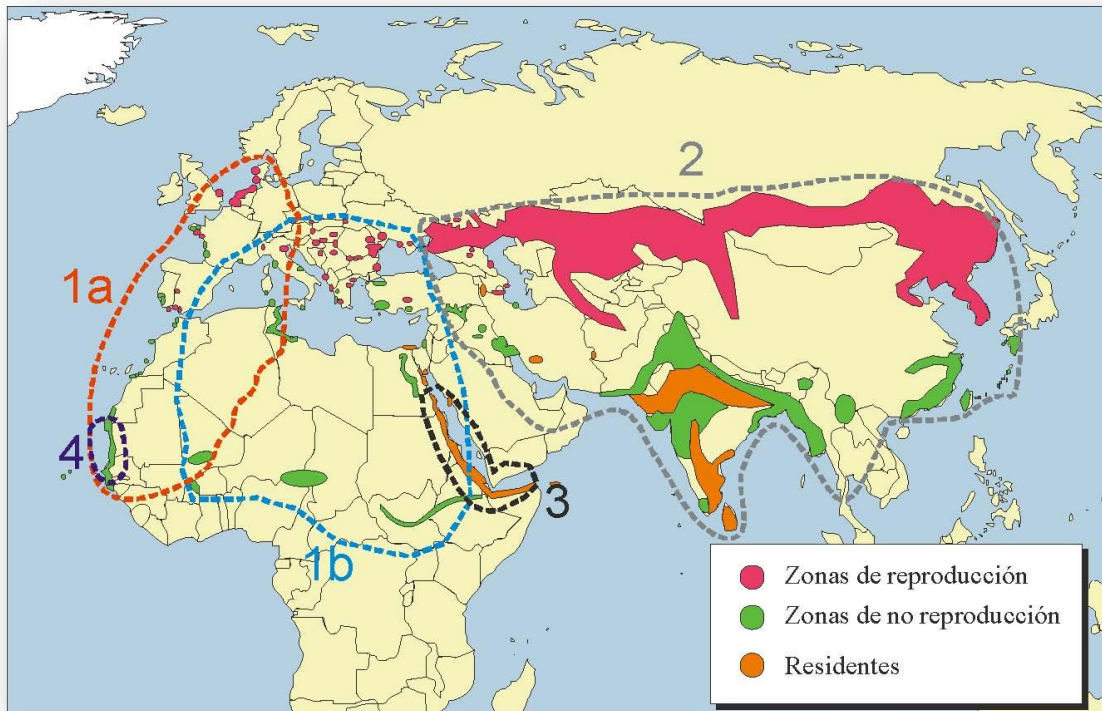 2
1a
4
3
1b
Zonas de reproducción
Zonas de no reproducción
Residentes